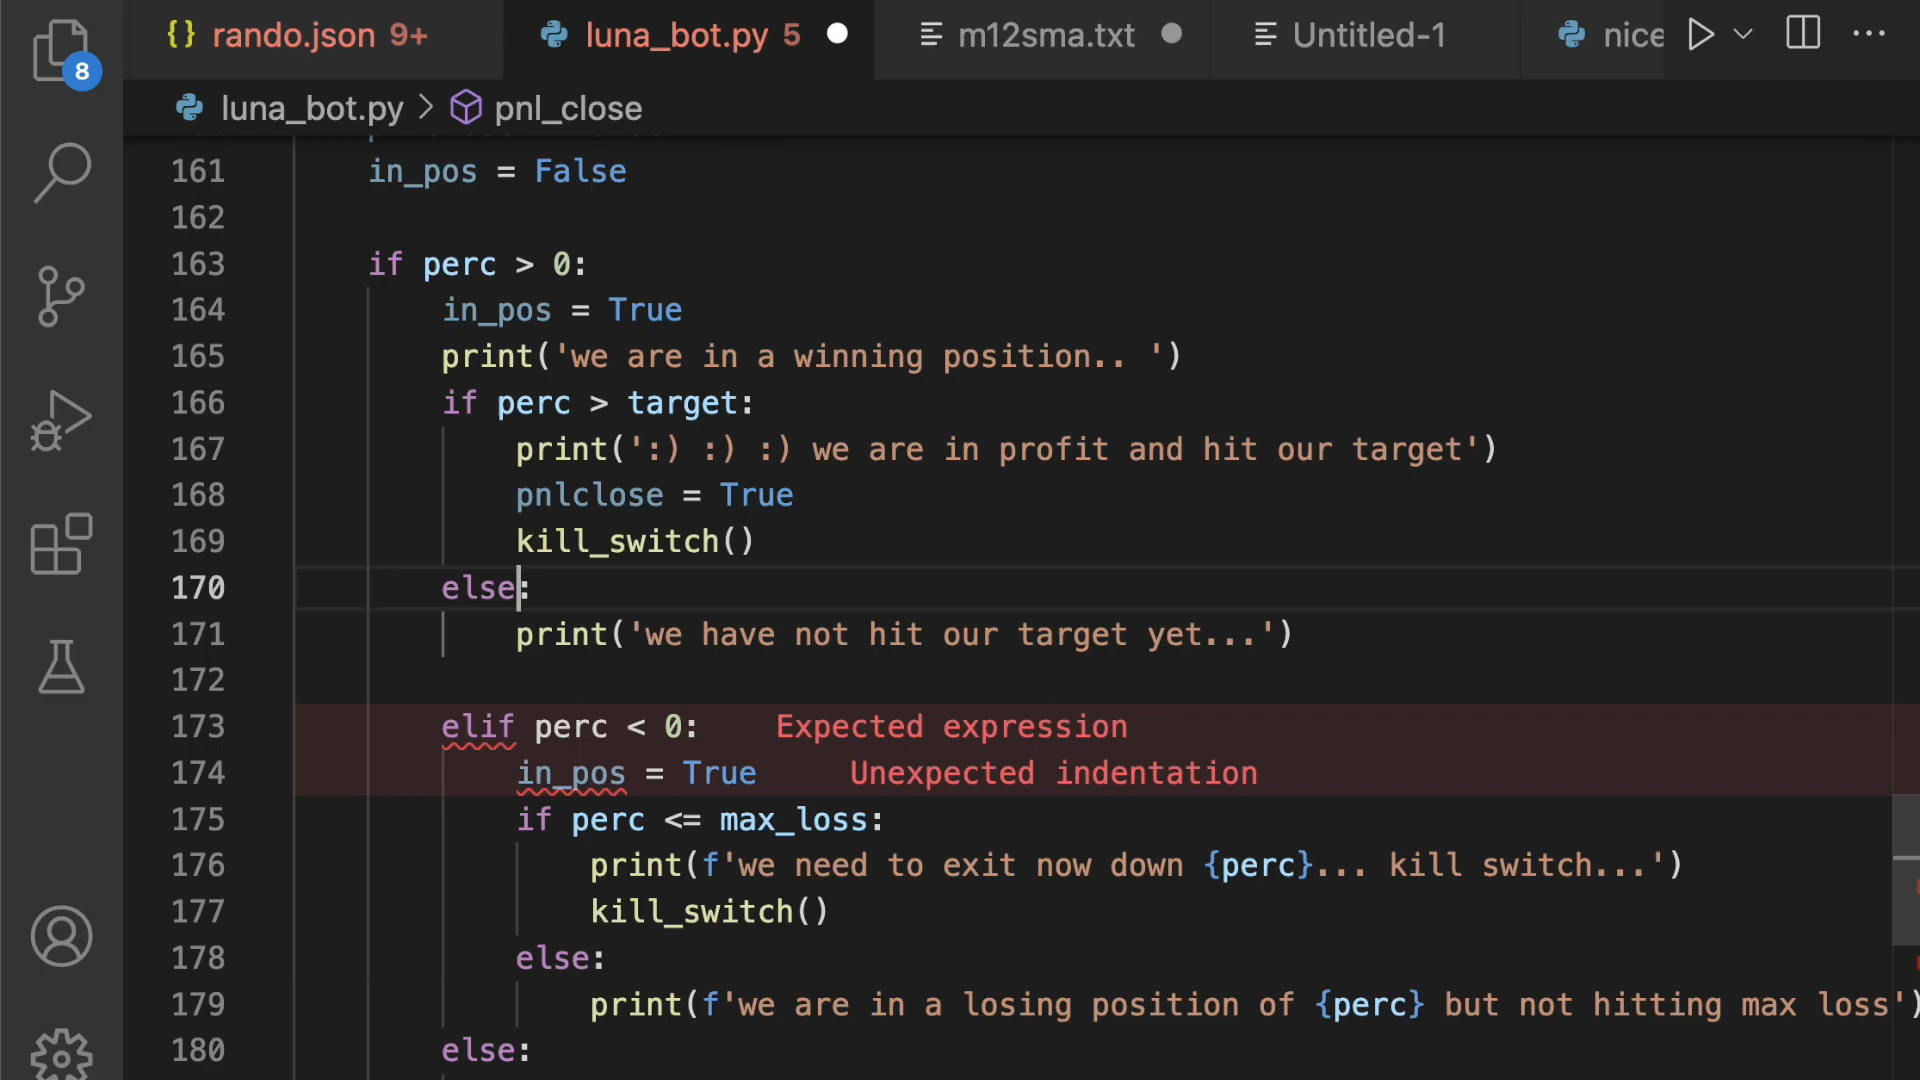 rando.json 9+
luna_bot.py 5
m12sma.txt
Untitled-1
nice
8
luna_bot.py > pnl_close
161 in_pos = False
162
163 if perc > 0:
164 in_pos = True
165 print('we are in a winning position.. ')
166 if perc > target:
167 print(':) :) :) we are in profit and hit our target')
168 pnlclose = True
169 kill_switch()
170 else:
171 print('we have not hit our target yet...')
172
173 elif perc < 0: Expected expression
174 in_pos = True Unexpected indentation
175 if perc <= max_loss:
176 print(f'we need to exit now down {perc}... kill switch...')
177 kill_switch()
178 else:
179 print(f'we are in a losing position of {perc} but not hitting max loss')
180 else: